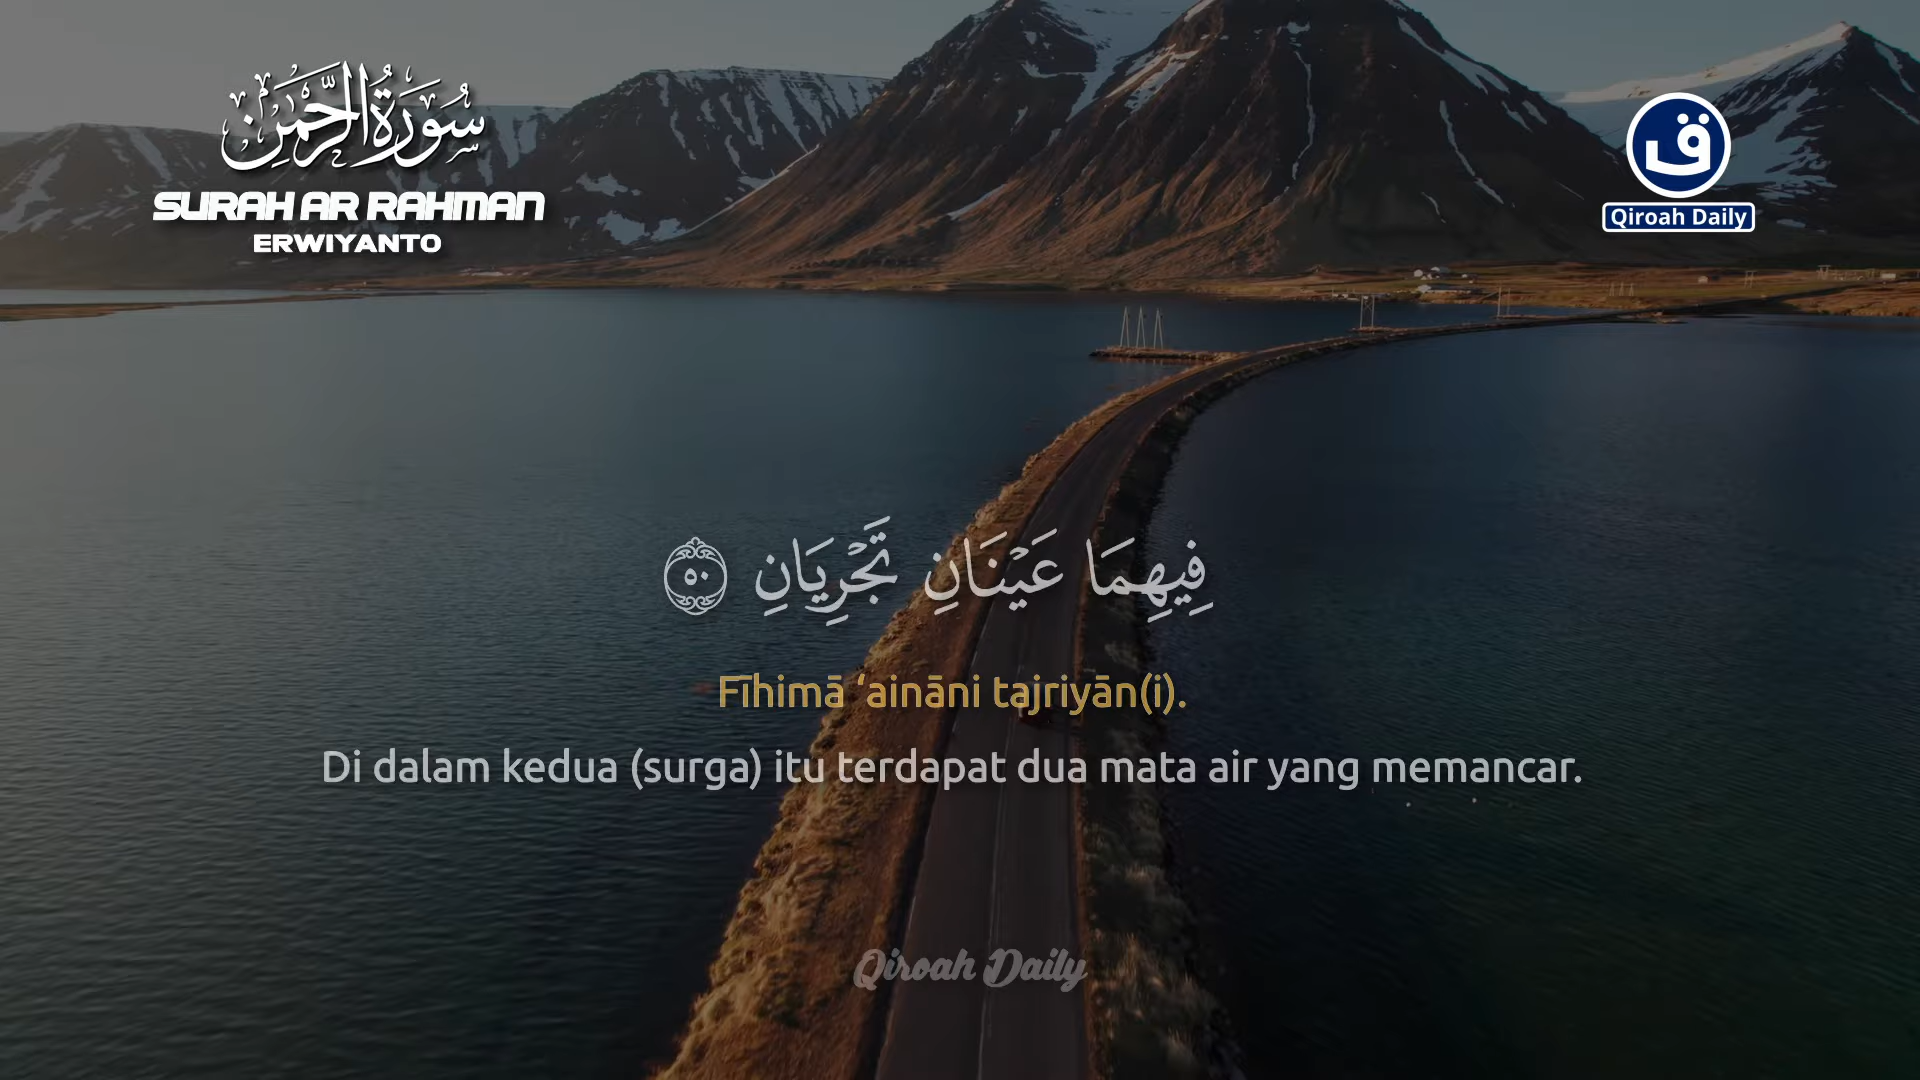 سُورَةُ الرَّحْمَٰن
SURAH AR RAHMAN
ERWIYANTO
ق
Qiroah Daily
فِيهِمَا عَيْنَانِ تَجْرِيَانِ ۝٥٠
Fīhimā ‘aināni tajriyān(i).
Di dalam kedua (surga) itu terdapat dua mata air yang memancar.
Qiroah Daily